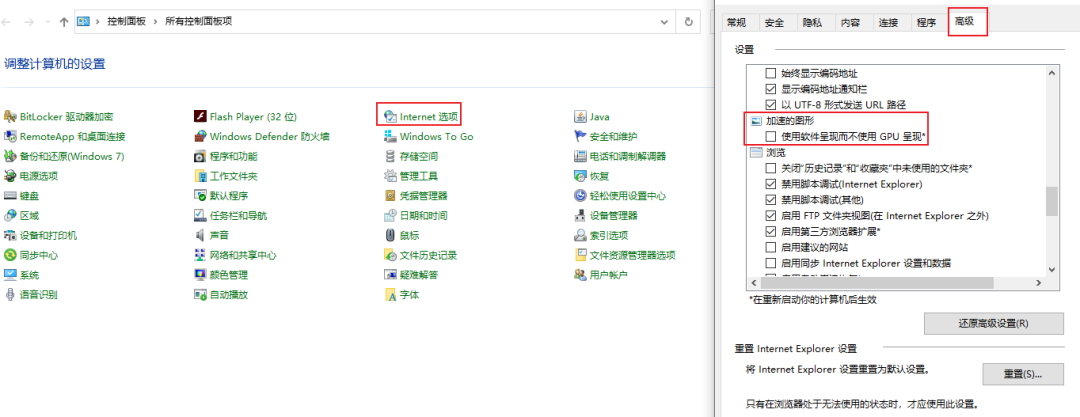 控制面板 › 所有控制面板项
调整计算机的设置
BitLocker 驱动器加密
Flash Player (32 位)
Internet 选项
Java
RemoteApp 和桌面连接
Windows Defender 防火墙
Windows To Go
安全和维护
备份和还原(Windows 7)
程序和功能
存储空间
电话和调制解调器
电源选项
工作文件夹
管理工具
恢复
键盘
默认程序
凭据管理器
轻松使用设置中心
区域
任务栏和导航
日期和时间
设备管理器
设备和打印机
声音
鼠标
索引选项
同步中心
网络和共享中心
文件历史记录
文件资源管理器选项
系统
颜色管理
疑难解答
用户帐户
语音识别
自动播放
字体
常规 安全 隐私 内容 连接 程序 高级
设置
始终显示编码地址
显示编码地址通知栏
以 UTF-8 形式发送 URL 路径
加速的图形
使用软件呈现而不使用 GPU 呈现*
浏览
关闭“历史记录”和“收藏夹”中未使用的文件夹*
禁用脚本调试(Internet Explorer)
禁用脚本调试(其他)
启用 FTP 文件夹视图(在 Internet Explorer 之外)
启用第三方浏览器扩展*
启用建议的网站
启用同步 Internet Explorer 设置和数据
*在重新启动你的计算机后生效
还原高级设置(R)
重置 Internet Explorer 设置
将 Internet Explorer 设置重置为默认设置。
重置(S)...
只有在浏览器处于无法使用的状态时，才应使用此设置。